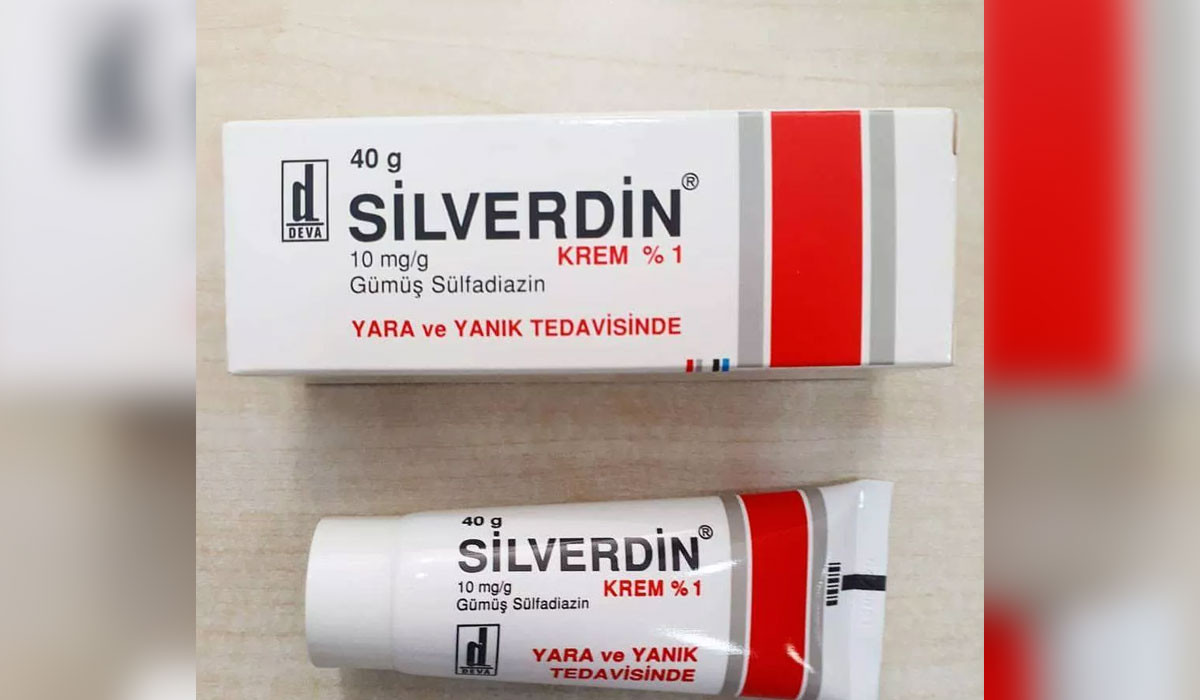 40 g
SİLVERDİN®
10 mg/g
KREM % 1
Gümüş Sülfadiazin
YARA ve YANIK TEDAVİSİNDE
d
DEVA
40 g
SİLVERDİN®
10 mg/g
KREM % 1
Gümüş Sülfadiazin
d
DEVA
YARA ve YANIK
TEDAVİSİNDE